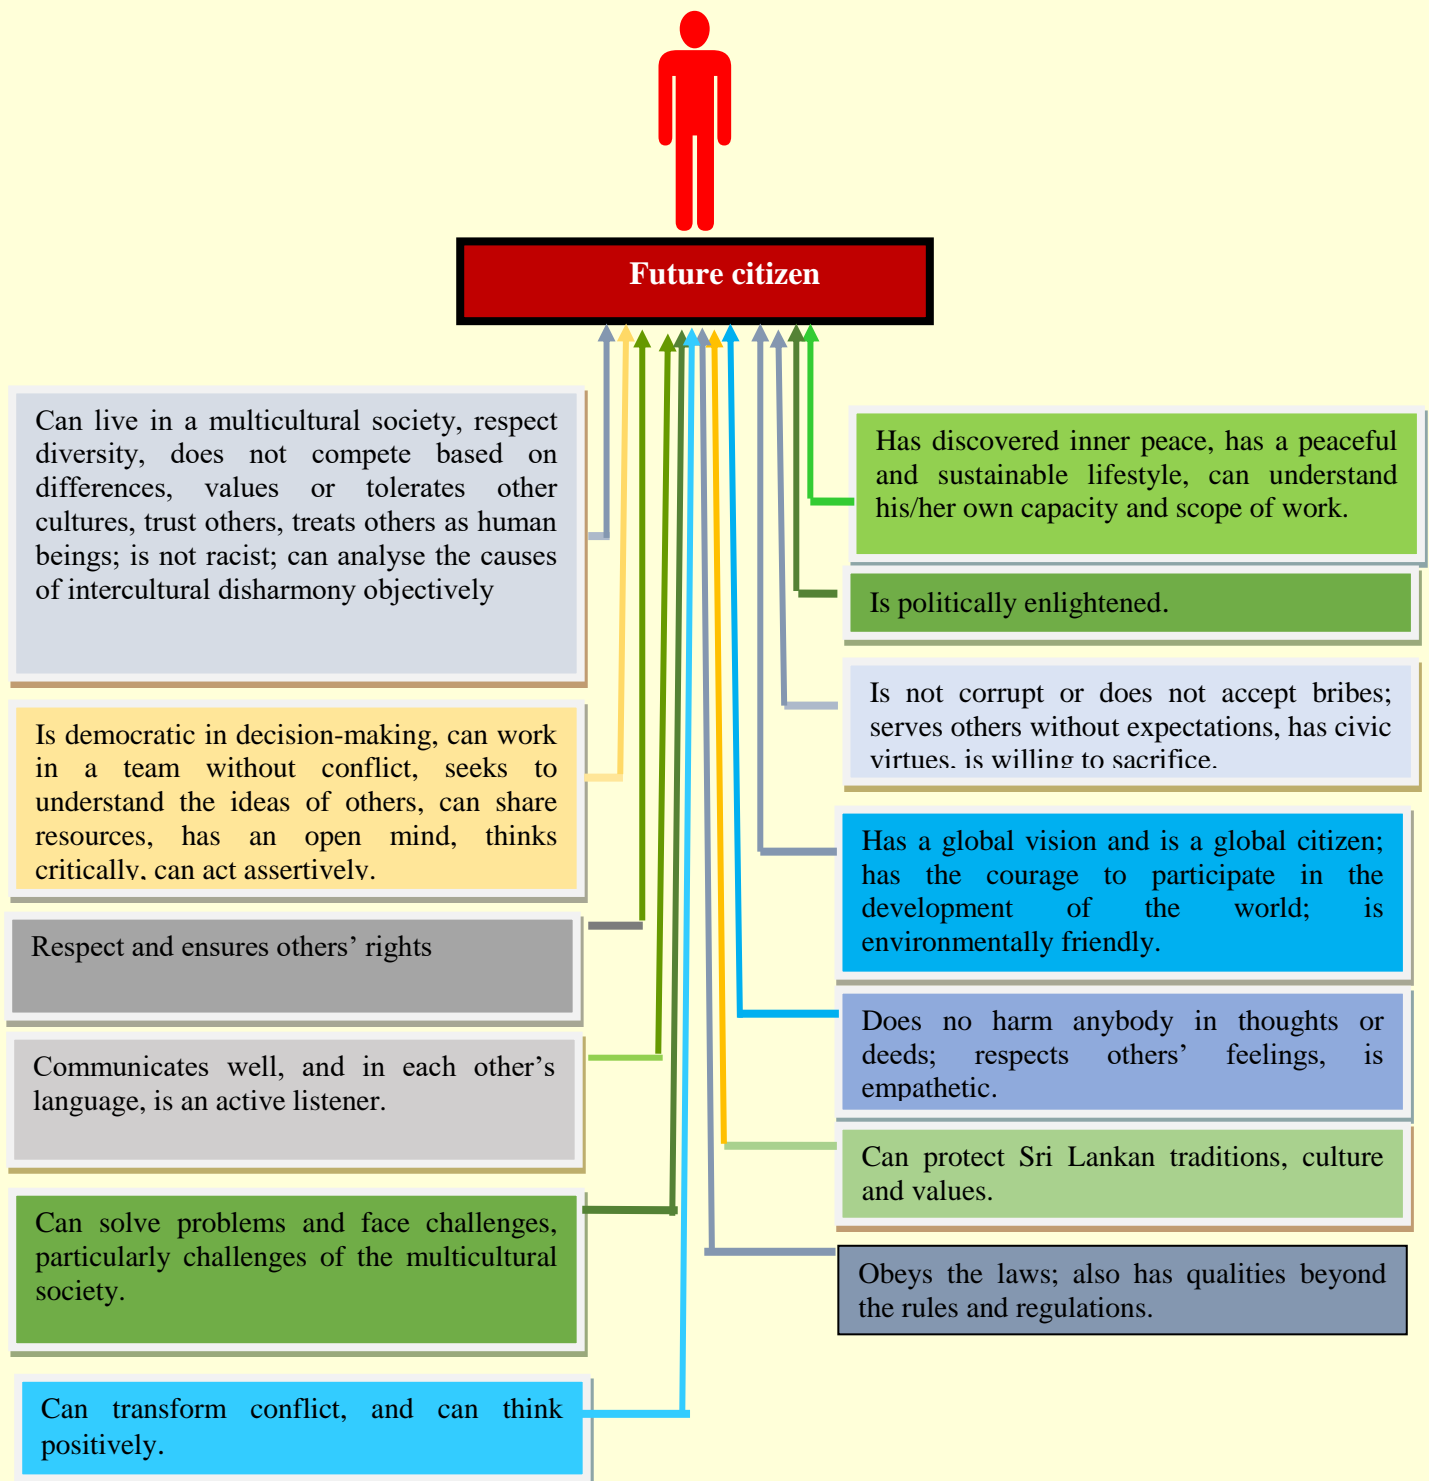 Future citizen
Can live in a multicultural society, respect
diversity, does not compete based on
differences, values or tolerates other
cultures, trust others, treats others as human
beings; is not racist; can analyse the causes
of intercultural disharmony objectively
Is democratic in decision-making, can work
in a team without conflict, seeks to
understand the ideas of others, can share
resources, has an open mind, thinks
critically, can act assertively.
Respect and ensures others’ rights
Communicates well, and in each other’s
language, is an active listener.
Can solve problems and face challenges,
particularly challenges of the multicultural
society.
Can transform conflict, and can think
positively.
Has discovered inner peace, has a peaceful
and sustainable lifestyle, can understand
his/her own capacity and scope of work.
Is politically enlightened.
Is not corrupt or does not accept bribes;
serves others without expectations, has civic
virtues, is willing to sacrifice.
Has a global vision and is a global citizen;
has the courage to participate in the
development of the world; is
environmentally friendly.
Does no harm anybody in thoughts or
deeds; respects others’ feelings, is
empathetic.
Can protect Sri Lankan traditions, culture
and values.
Obeys the laws; also has qualities beyond
the rules and regulations.